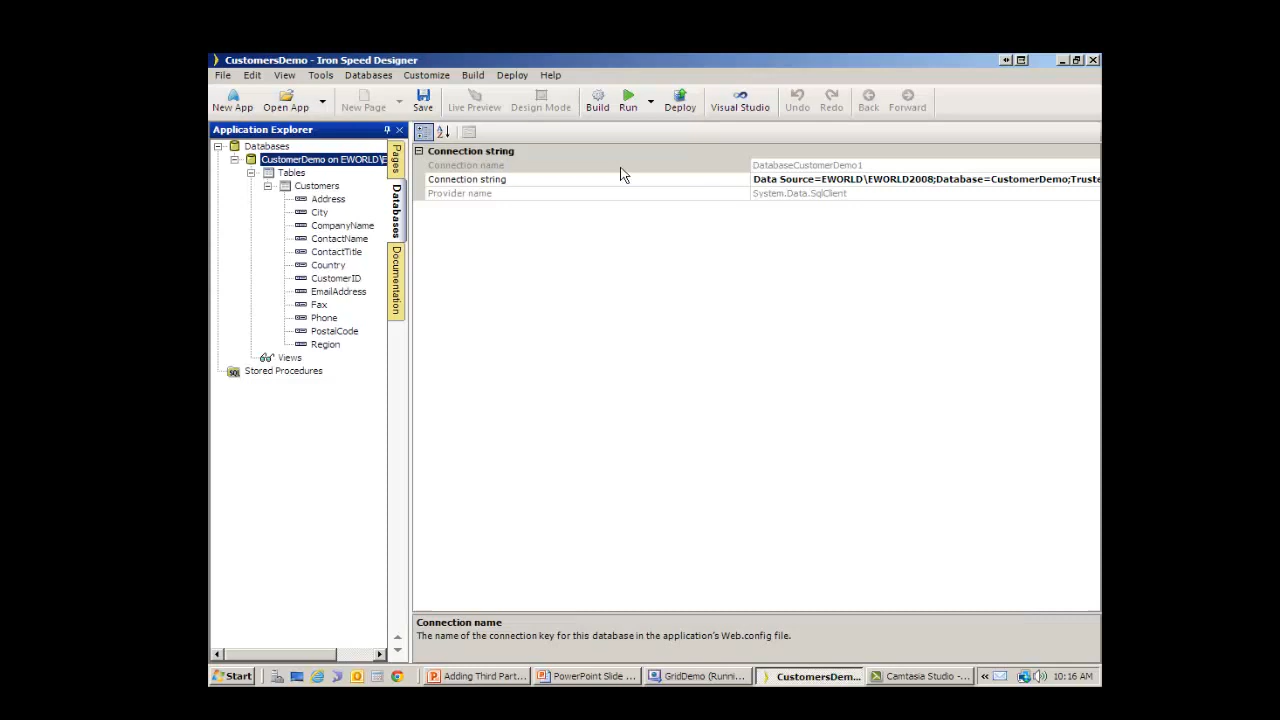 CustomersDemo - Iron Speed Designer
File Edit View Tools Databases Customize Build Deploy Help
New App Open App New Page Save Live Preview Design Mode Build Run Deploy Visual Studio Undo Redo Back Forward
Application Explorer
Databases
CustomerDemo on EWORLD\E
Tables
Customers
Address
City
CompanyName
ContactName
ContactTitle
Country
CustomerID
EmailAddress
Fax
Phone
PostalCode
Region
Views
Stored Procedures
Pages
Databases
Documentation
Connection string
Connection name DatabaseCustomerDemo1
Connection string Data Source=EWORLD\EWORLD2008;Database=CustomerDemo;Truste
Provider name System.Data.SqlClient
Connection name
The name of the connection key for this database in the application's Web.config file.
Start Adding Third Part... PowerPoint Slide ... GridDemo (Runni... CustomersDem... Camtasia Studio -... « 10:16 AM